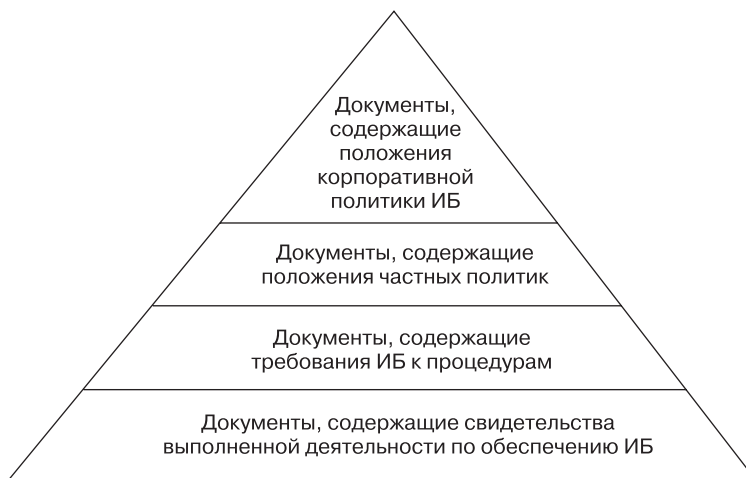 Документы,
содержащие
положения
корпоративной
политики ИБ
Документы, содержащие
положения частных политик
Документы, содержащие
требования ИБ к процедурам
Документы, содержащие свидетельства
выполненной деятельности по обеспечению ИБ